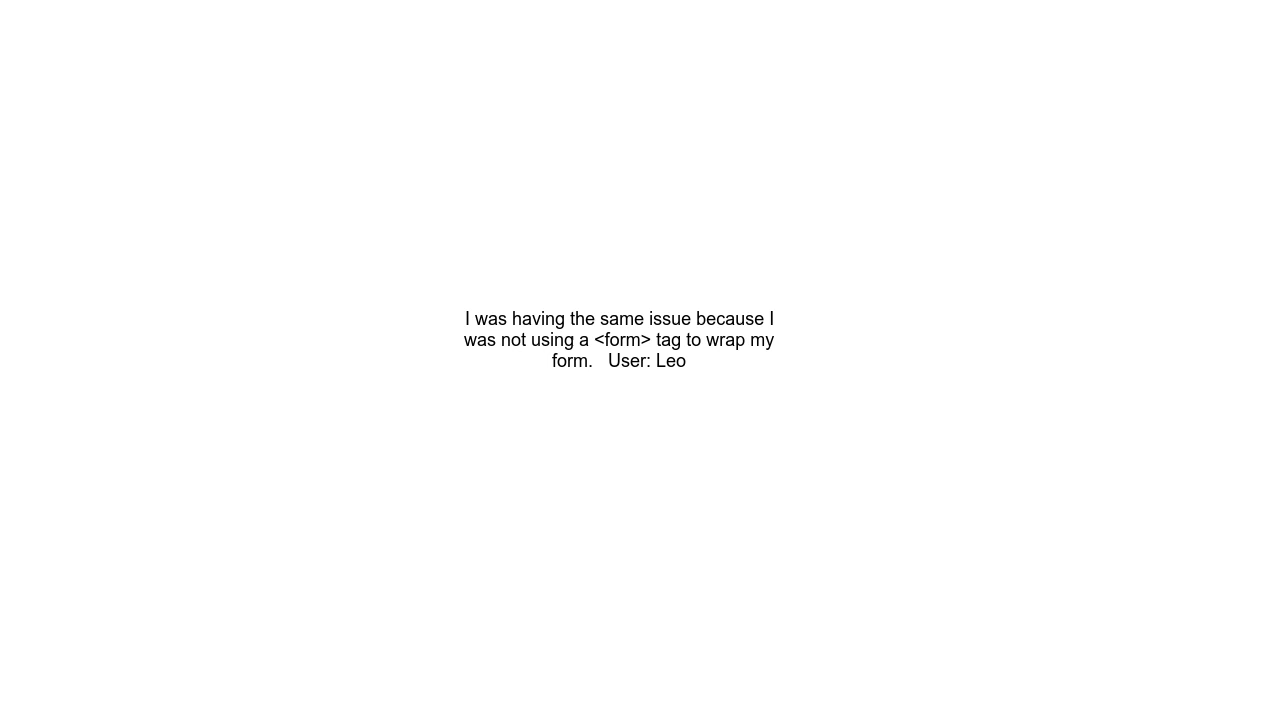 I was having the same issue because I
was not using a <form> tag to wrap my
form.   User: Leo